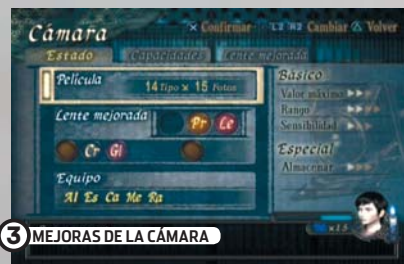 Cámara
× Confirmar L2 R2 Cambiar △ Volver
Estado Capacidades Lente mejorada
Película
14 Tipo × 15 Fotos
Lente mejorada Pr Le
Cr Gl
Equipo
Al Es Ca Me Ra
Básico
Valor máximo
Rango
Sensibilidad
Especial
Almacenar
×15
3 MEJORAS DE LA CÁMARA